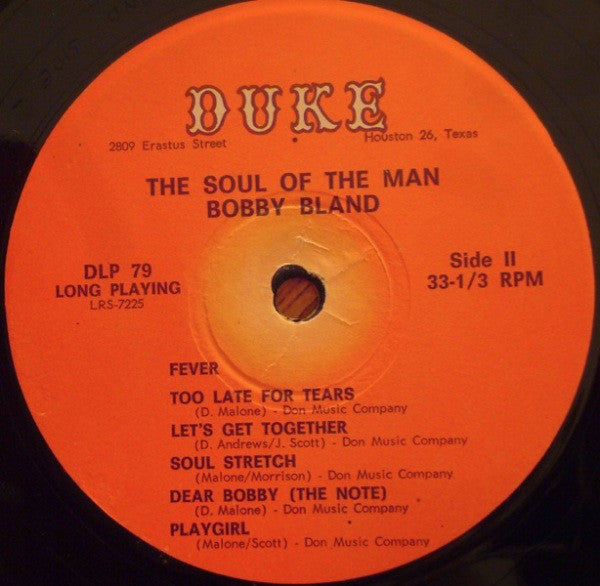 DUKE
2809 Erastus Street
Houston 26, Texas
THE SOUL OF THE MAN
BOBBY BLAND
DLP 79
LONG PLAYING
LRS-7225
Side II
33-1/3 RPM
FEVER
TOO LATE FOR TEARS
(D. Malone) - Don Music Company
LET'S GET TOGETHER
(D. Andrews/J. Scott) - Don Music Company
SOUL STRETCH
(Malone/Morrison) - Don Music Company
DEAR BOBBY (THE NOTE)
(D. Malone) - Don Music Company
PLAYGIRL
(Malone/Scott) - Don Music Company